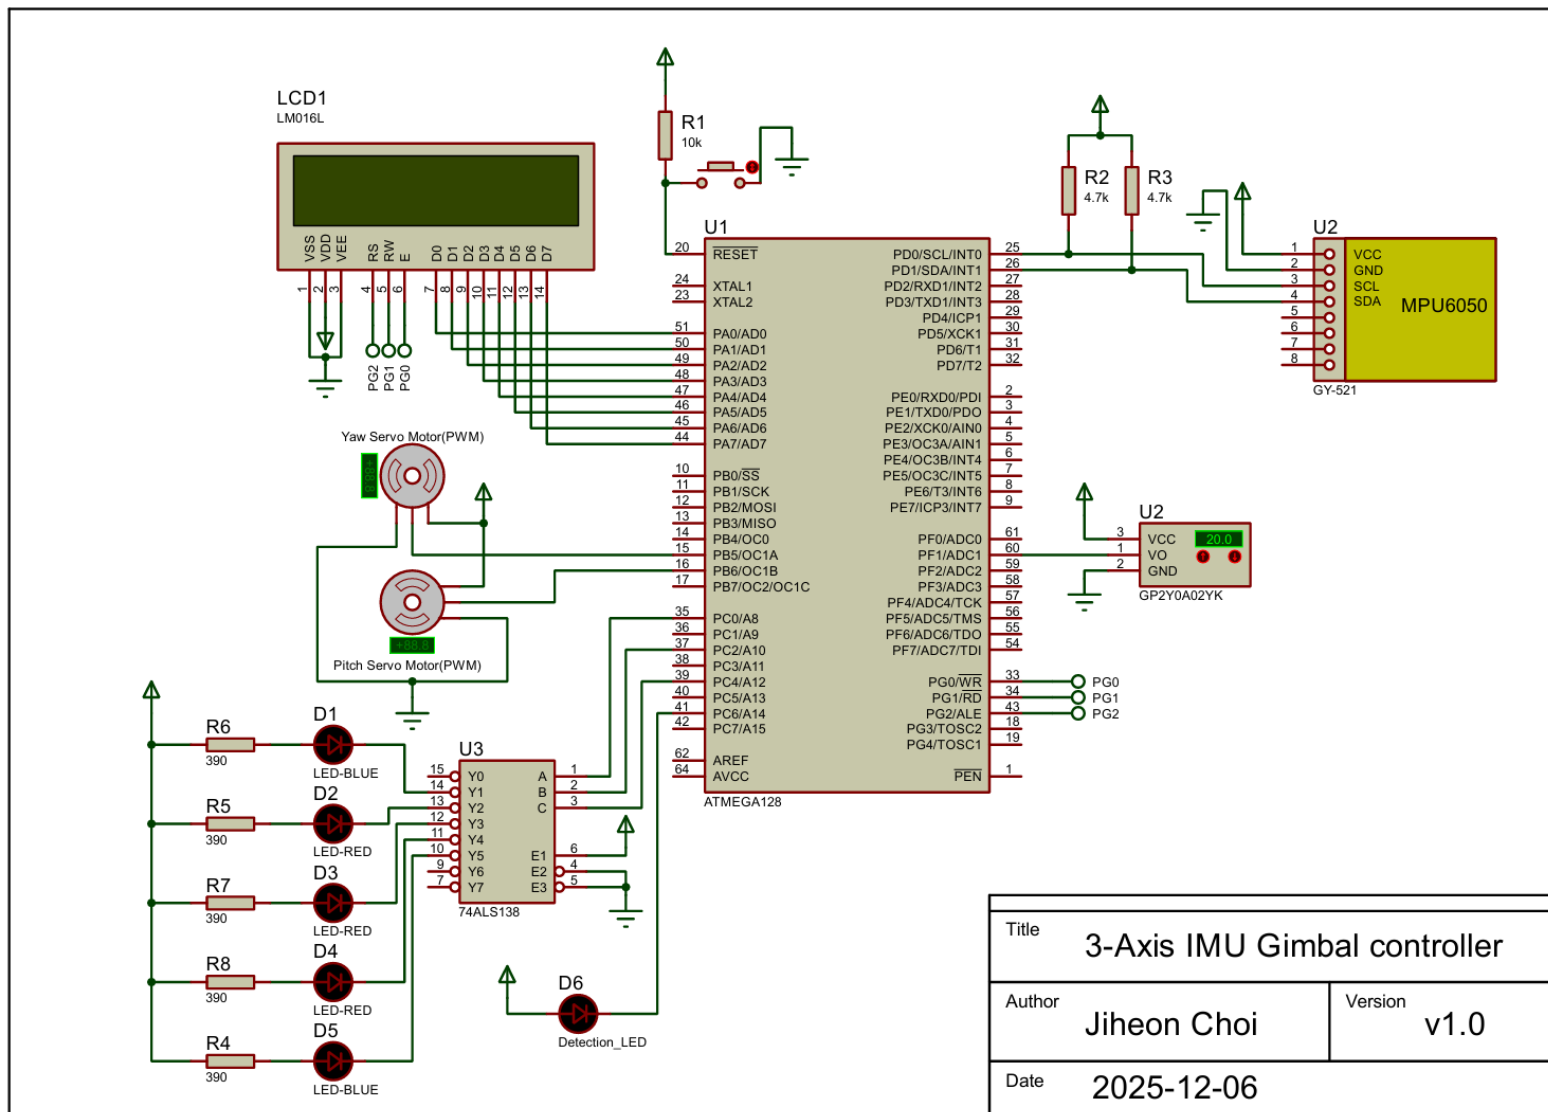 LCD1
LM016L
VSS
VDD
VEE
RS
RW
E
D0
D1
D2
D3
D4
D5
D6
D7
1
2
3
4
5
6
7
8
9
10
11
12
13
14
PG2
PG1
PG0
R1
10k
R2
4.7k
R3
4.7k
U1
20 RESET
24 XTAL1
23 XTAL2
51 PA0/AD0
50 PA1/AD1
49 PA2/AD2
48 PA3/AD3
47 PA4/AD4
46 PA5/AD5
45 PA6/AD6
44 PA7/AD7
10 PB0/SS
11 PB1/SCK
12 PB2/MOSI
13 PB3/MISO
14 PB4/OC0
15 PB5/OC1A
16 PB6/OC1B
17 PB7/OC2/OC1C
35 PC0/A8
36 PC1/A9
37 PC2/A10
38 PC3/A11
39 PC4/A12
40 PC5/A13
41 PC6/A14
42 PC7/A15
62 AREF
64 AVCC
PD0/SCL/INT0 25
PD1/SDA/INT1 26
PD2/RXD1/INT2 27
PD3/TXD1/INT3 28
PD4/ICP1 29
PD5/XCK1 30
PD6/T1 31
PD7/T2 32
PE0/RXD0/PDI 2
PE1/TXD0/PDO 3
PE2/XCK0/AIN0 4
PE3/OC3A/AIN1 5
PE4/OC3B/INT4 6
PE5/OC3C/INT5 7
PE6/T3/INT6 8
PE7/ICP3/INT7 9
PF0/ADC0 61
PF1/ADC1 60
PF2/ADC2 59
PF3/ADC3 58
PF4/ADC4/TCK 57
PF5/ADC5/TMS 56
PF6/ADC6/TDO 55
PF7/ADC7/TDI 54
PG0/WR 33 PG0
PG1/RD 34 PG1
PG2/ALE 43 PG2
PG3/TOSC2 18
PG4/TOSC1 19
PEN 1
ATMEGA128
U2
1 VCC
2 GND
3 SCL
4 SDA
5
6
7
8
MPU6050
GY-521
U2
3 VCC 20.0
1 VO
2 GND
GP2Y0A02YK
Yaw Servo Motor(PWM)
+88.8
+88.8
Pitch Servo Motor(PWM)
R6
390
D1
LED-BLUE
R5
390
D2
LED-RED
R7
390
D3
LED-RED
R8
390
D4
LED-RED
R4
390
D5
LED-BLUE
U3
15 Y0 A 1
14 Y1 B 2
13 Y2 C 3
12 Y3
11 Y4
10 Y5 E1 6
9 Y6 E2 4
7 Y7 E3 5
74ALS138
D6
Detection_LED
Title 3-Axis IMU Gimbal controller
Author Jiheon Choi
Version v1.0
Date 2025-12-06